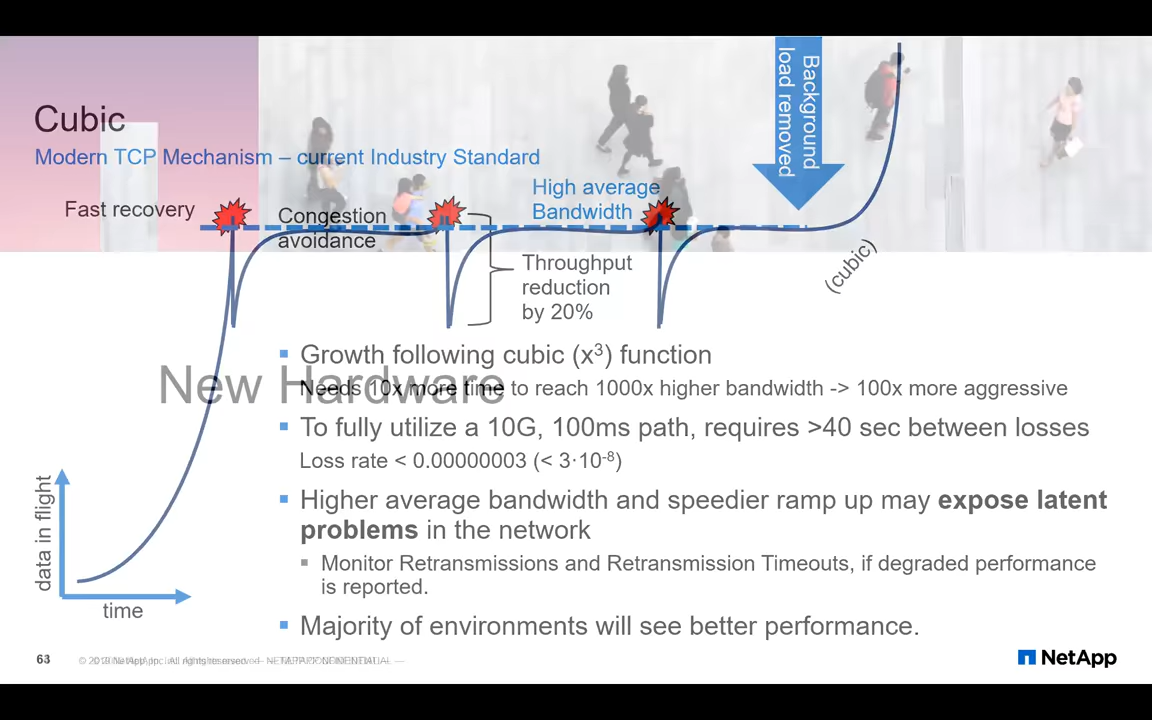 Cubic
Modern TCP Mechanism – current Industry Standard
Background
load removed
Fast recovery
Congestion
avoidance
High average
Bandwidth
Throughput
reduction
by 20%
(cubic)
New Hardware
▪ Growth following cubic (x³) function
Needs 10x more time to reach 1000x higher bandwidth -> 100x more aggressive
▪ To fully utilize a 10G, 100ms path, requires >40 sec between losses
Loss rate < 0.00000003 (< 3·10⁻⁸)
▪ Higher average bandwidth and speedier ramp up may expose latent
problems in the network
▪ Monitor Retransmissions and Retransmission Timeouts, if degraded performance
is reported.
▪ Majority of environments will see better performance.
data in flight
time
63
NetApp